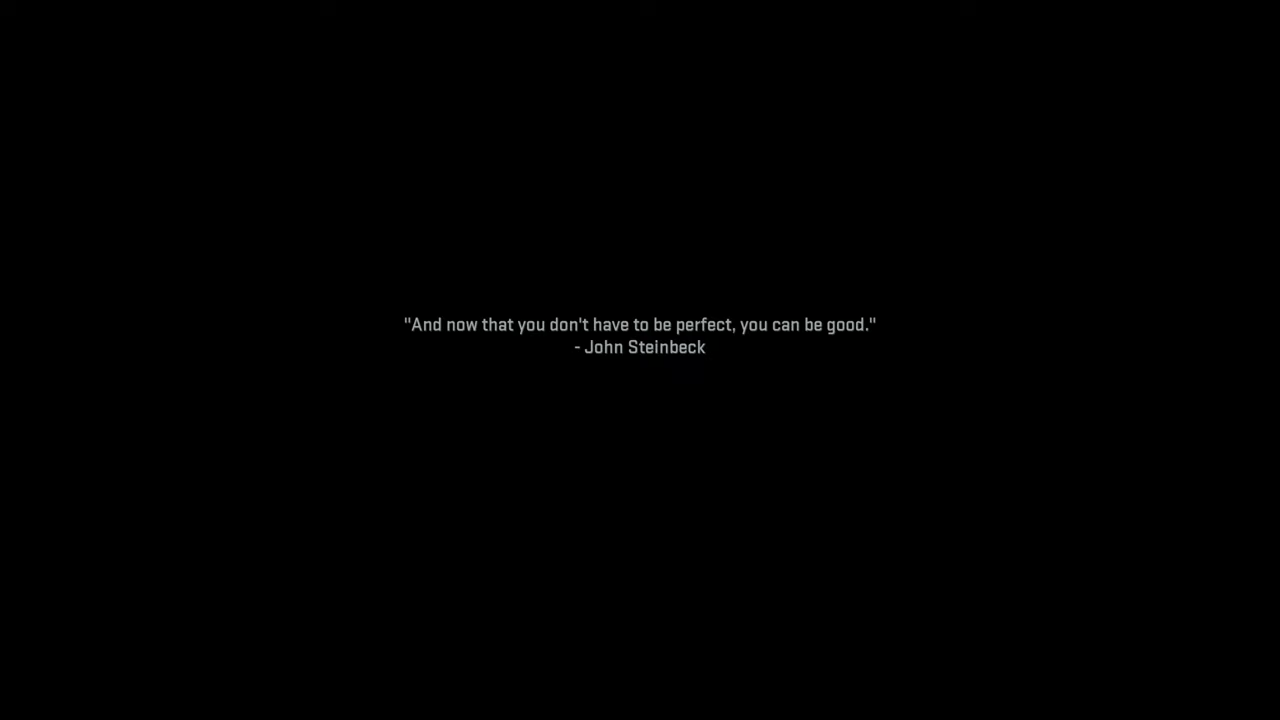 "And now that you don't have to be perfect, you can be good."
- John Steinbeck